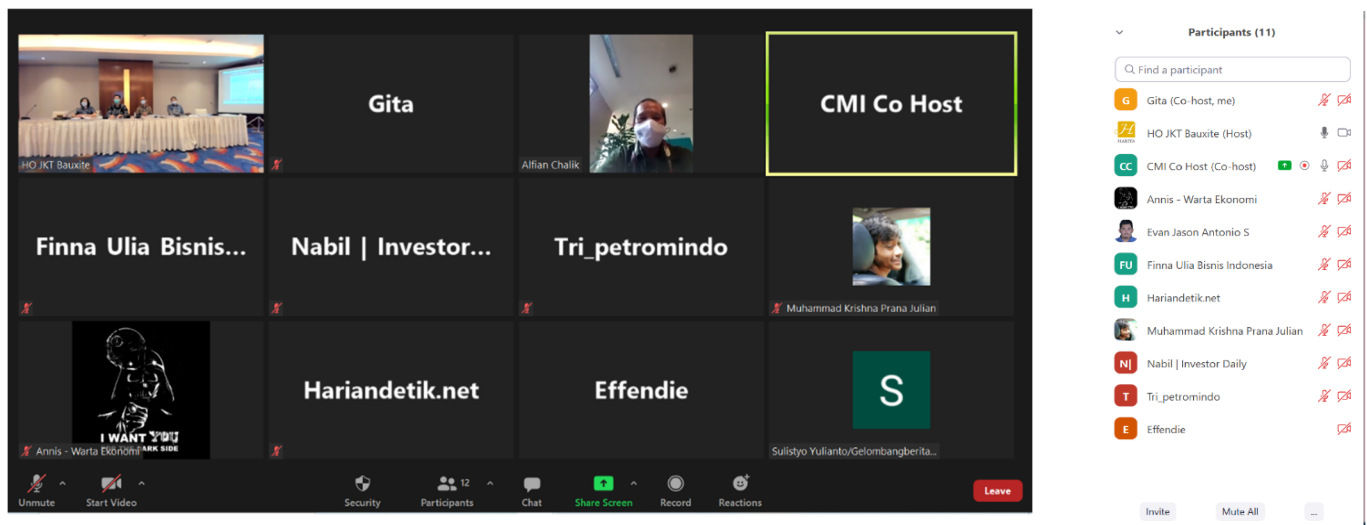 HO JKT Bauxite
Gita
Alfian Chalik
CMI Co Host
Finna Ulia Bisnis...
Nabil | Investor...
Tri_petromindo
Muhammad Krishna Prana Julian
I WANT YOU
ARK SIDE
Annis - Warta Ekonomi
Hariandetik.net
Effendie
S
Sulistyo Yulianto/Gelombangberita...
Unmute
Start Video
Security
12
Participants
Chat
Share Screen
Record
Reactions
Leave
Participants (11)
Find a participant
G Gita (Co-host, me)
H HARITA HO JKT Bauxite (Host)
CC CMI Co Host (Co-host)
Annis - Warta Ekonomi
Evan Jason Antonio S
FU Finna Ulia Bisnis Indonesia
H Hariandetik.net
Muhammad Krishna Prana Julian
N| Nabil | Investor Daily
T Tri_petromindo
E Effendie
Invite
Mute All
...